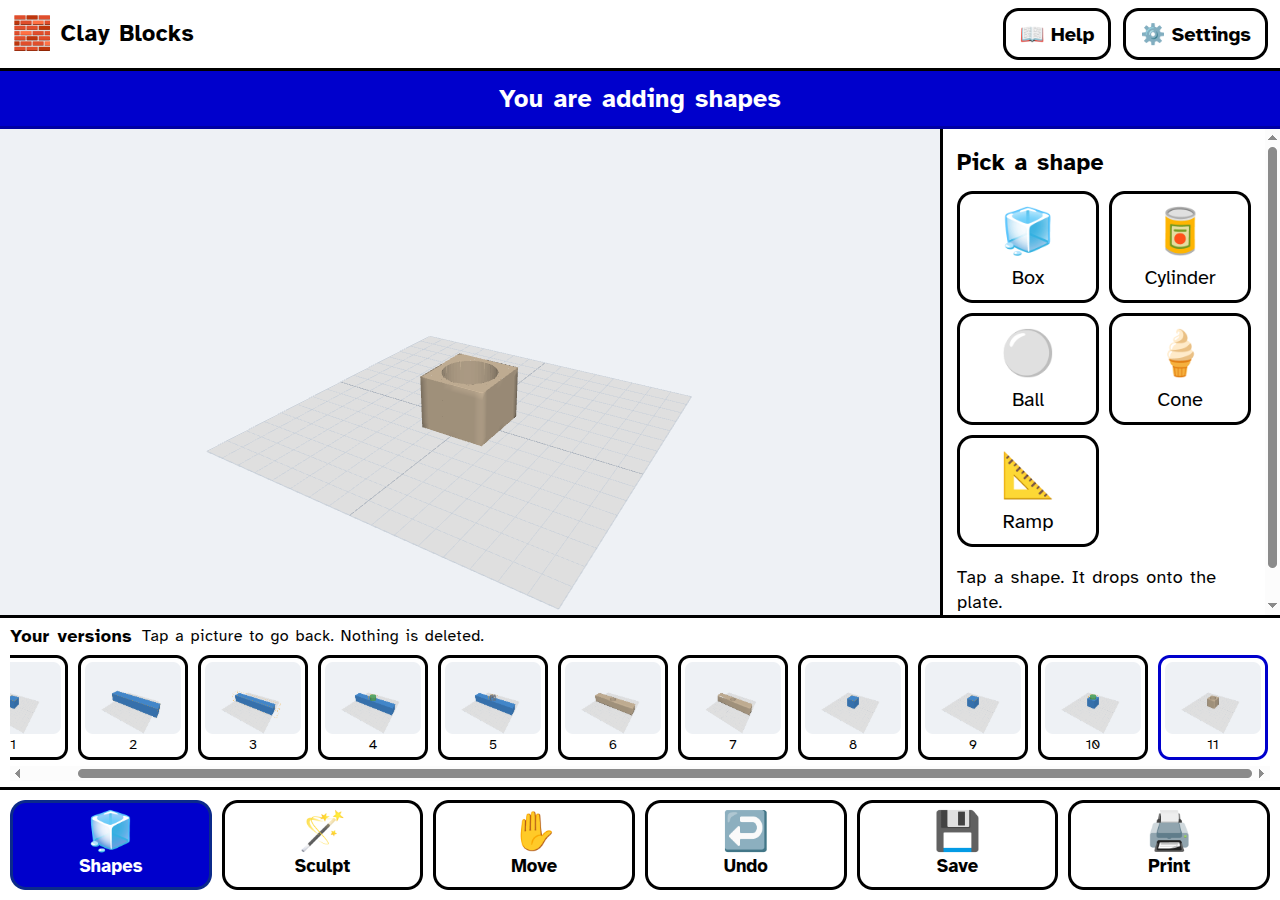 Clay Blocks
Help
Settings
You are adding shapes
Pick a shape
Box
Cylinder
Ball
Cone
Ramp
Tap a shape. It drops onto the
plate.
Your versions Tap a picture to go back. Nothing is deleted.
1 2 3 4 5 6 7 8 9 10 11
Shapes
Sculpt
Move
Undo
Save
Print